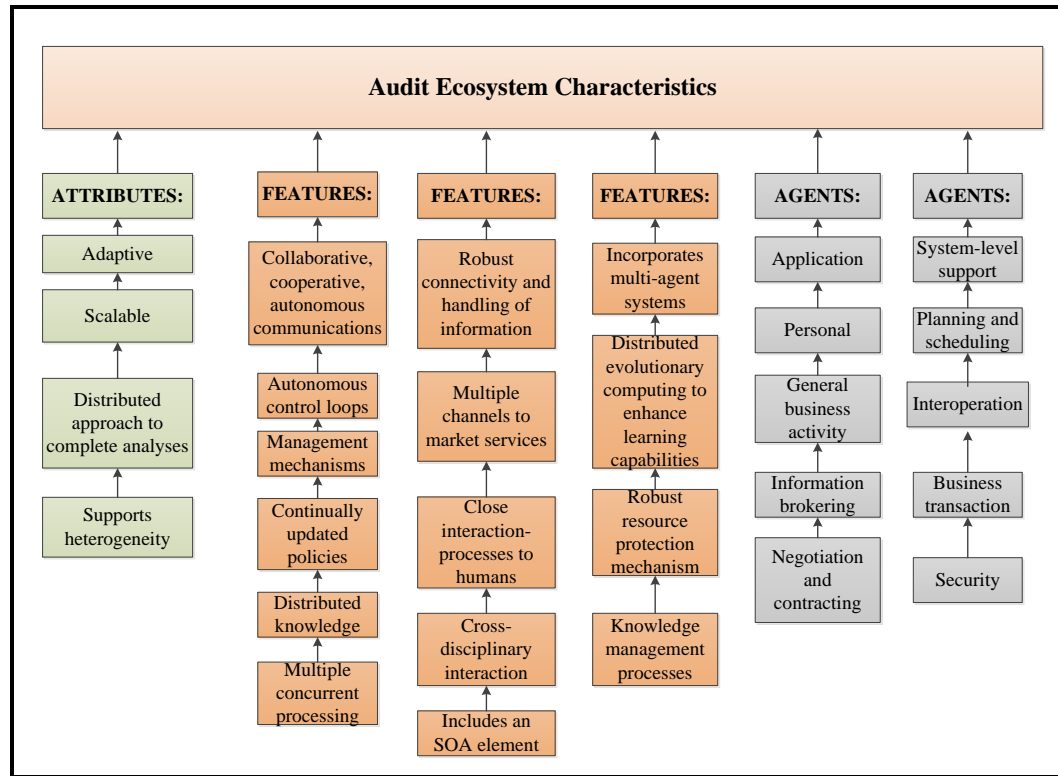 Audit Ecosystem Characteristics
ATTRIBUTES:
Adaptive
Scalable
Distributed
approach to
complete analyses
Supports
heterogeneity
FEATURES:
Collaborative,
cooperative,
autonomous
communications
Autonomous
control loops
Management
mechanisms
Continually
updated
policies
Distributed
knowledge
Multiple
concurrent
processing
FEATURES:
Robust
connectivity and
handling of
information
Multiple
channels to
market services
Close
interaction-
processes to
humans
Cross-
disciplinary
interaction
Includes an
SOA element
FEATURES:
Incorporates
multi-agent
systems
Distributed
evolutionary
computing to
enhance
learning
capabilities
Robust
resource
protection
mechanism
Knowledge
management
processes
AGENTS:
Application
Personal
General
business
activity
Information
brokering
Negotiation
and
contracting
AGENTS:
System-level
support
Planning and
scheduling
Interoperation
Business
transaction
Security